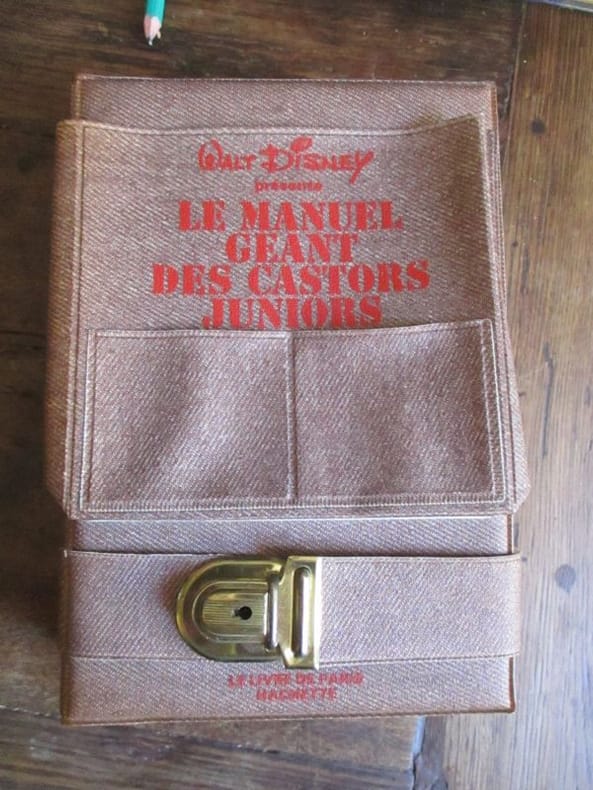 WALT DISNEY
présente
LE MANUEL
GEANT
DES CASTORS
JUNIORS
LE LIVRE DE PARIS
HACHETTE